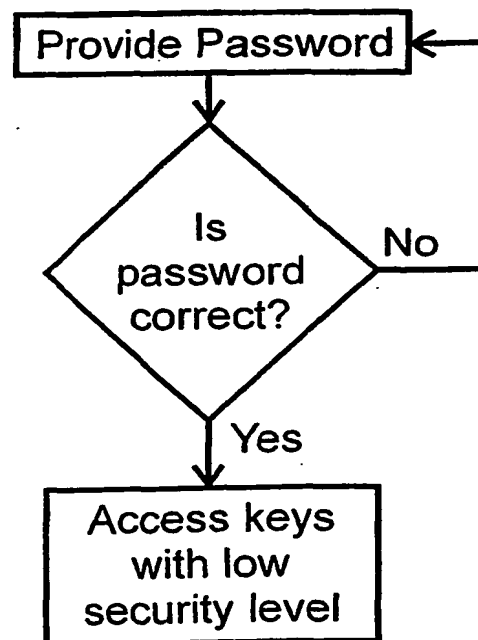 Provide Password
Is
password
correct?
No
Yes
Access keys
with low
security level